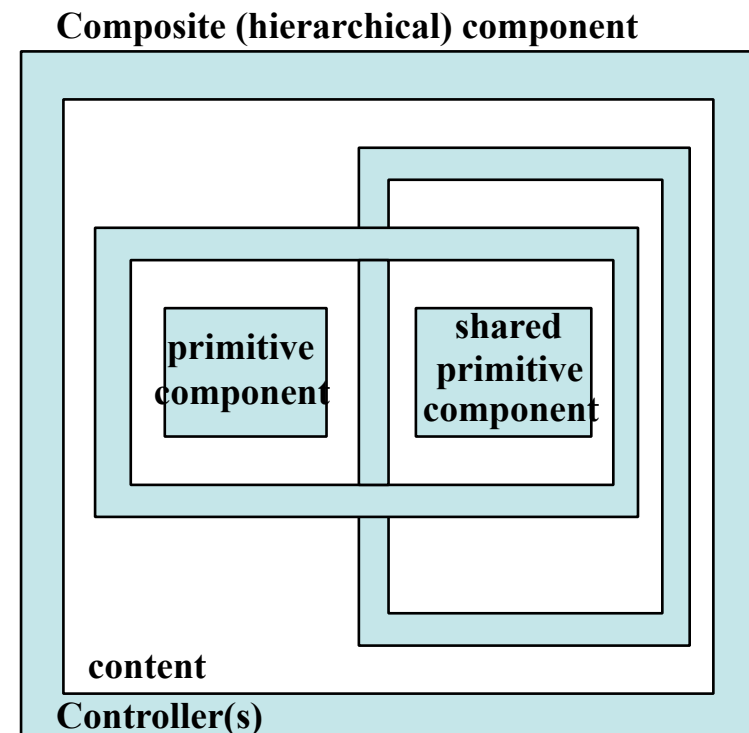 Composite (hierarchical) component
primitive
component
shared
primitive
component
content
Controller(s)